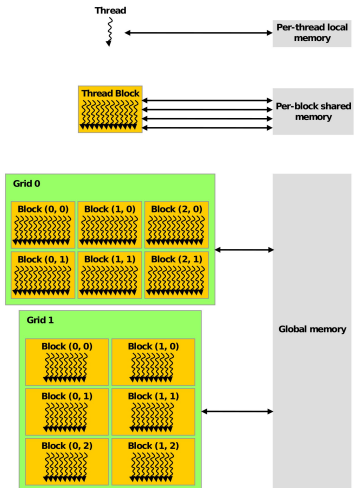 Thread
Per-thread local
memory
Thread Block
Per-block shared
memory
Grid 0
Block (0, 0) Block (1, 0) Block (2, 0)
Block (0, 1) Block (1, 1) Block (2, 1)
Grid 1
Global memory
Block (0, 0) Block (1, 0)
Block (0, 1) Block (1, 1)
Block (0, 2) Block (1, 2)